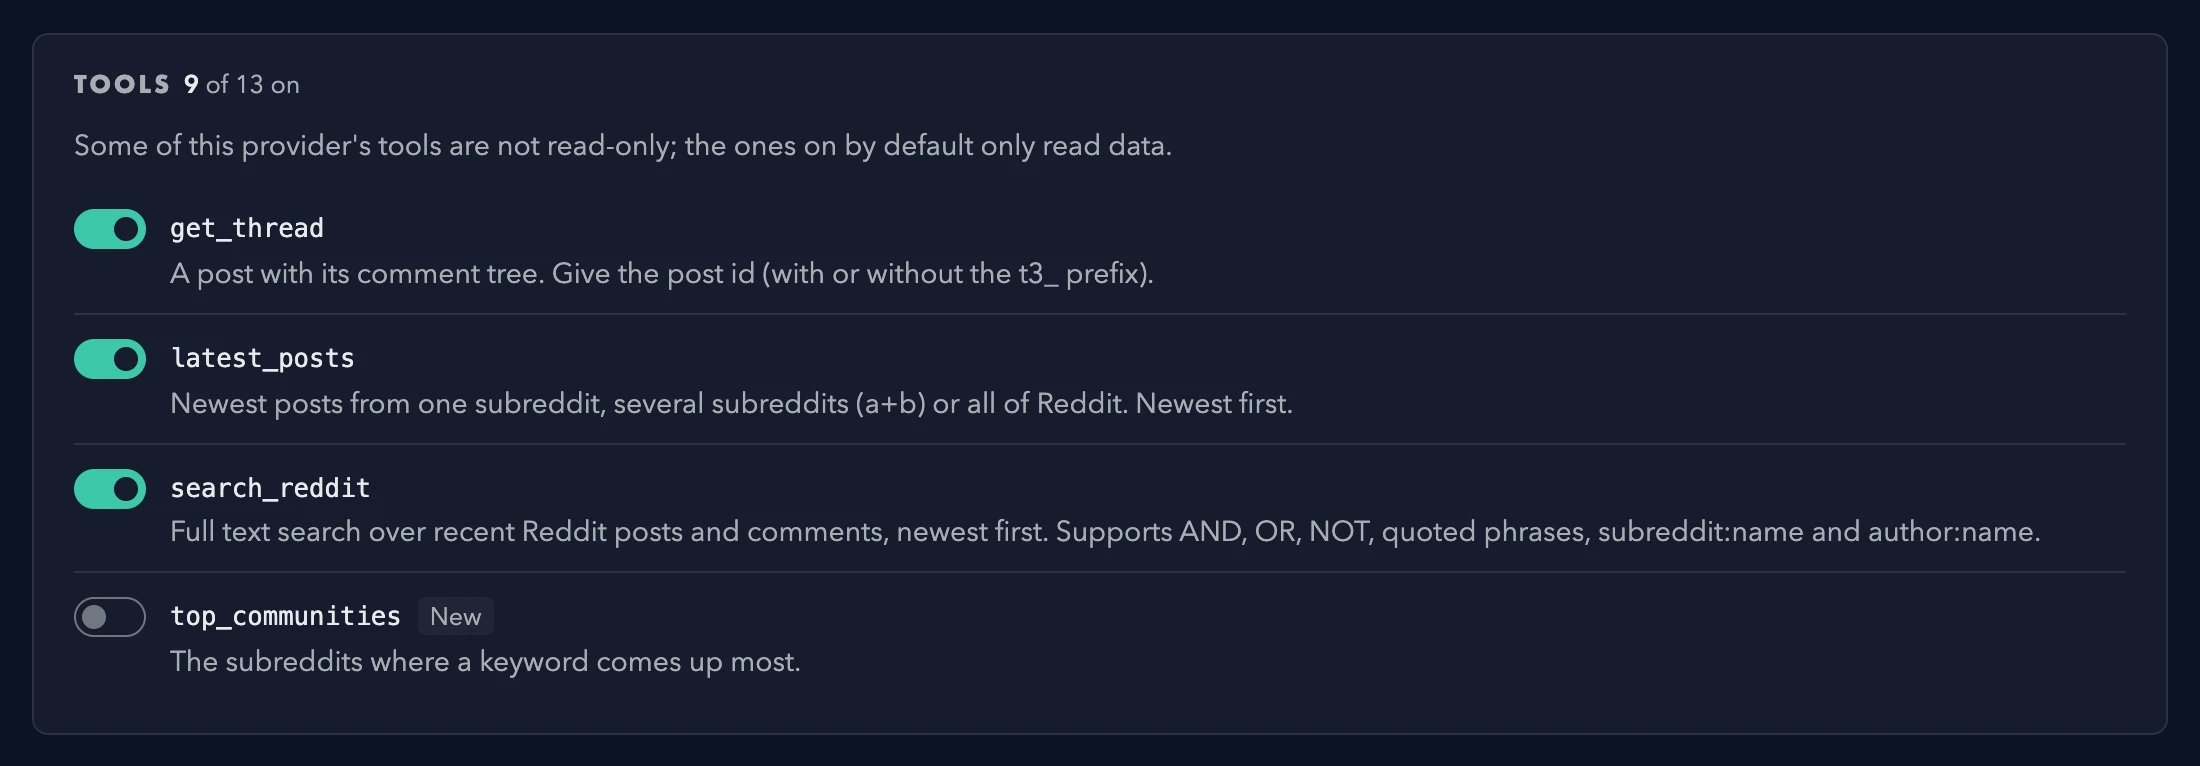 TOOLS 9 of 13 on
Some of this provider's tools are not read-only; the ones on by default only read data.
get_thread
A post with its comment tree. Give the post id (with or without the t3_ prefix).
latest_posts
Newest posts from one subreddit, several subreddits (a+b) or all of Reddit. Newest first.
search_reddit
Full text search over recent Reddit posts and comments, newest first. Supports AND, OR, NOT, quoted phrases, subreddit:name and author:name.
top_communities New
The subreddits where a keyword comes up most.